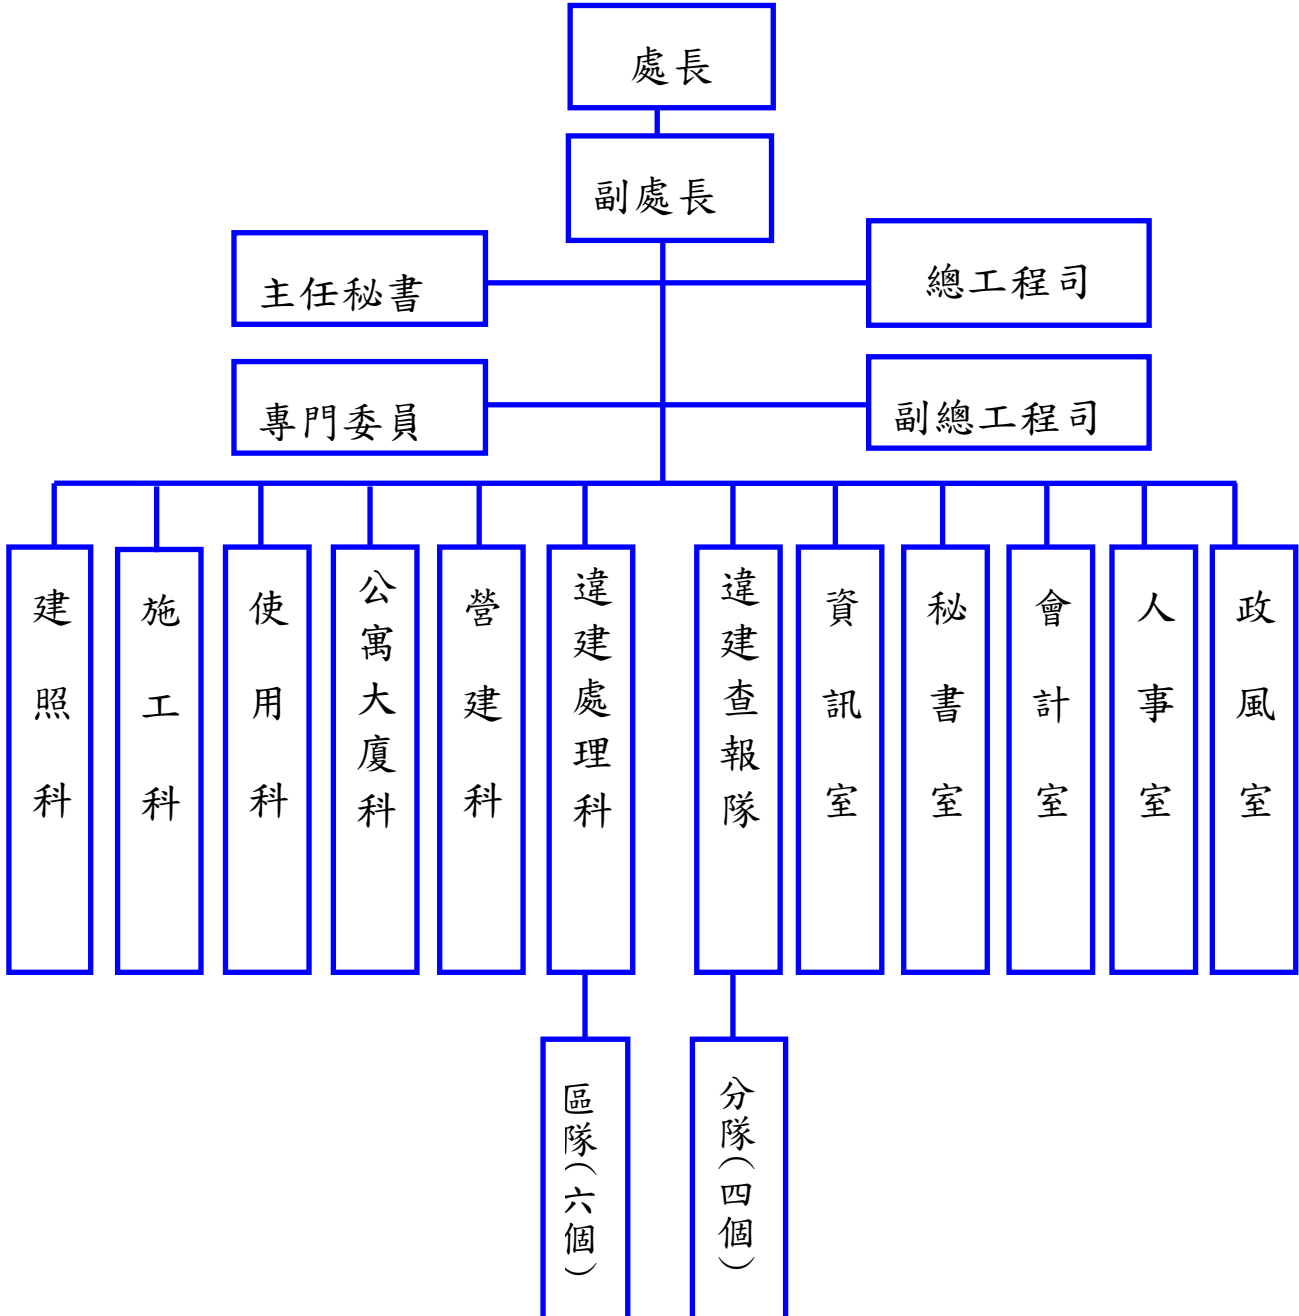 處長
副處長
主任秘書
總工程司
專門委員
副總工程司
建照科
施工科
使用科
公寓大廈科
營建科
違建處理科
違建查報隊
資訊室
秘書室
會計室
人事室
政風室
區隊(六個)
分隊(四個)